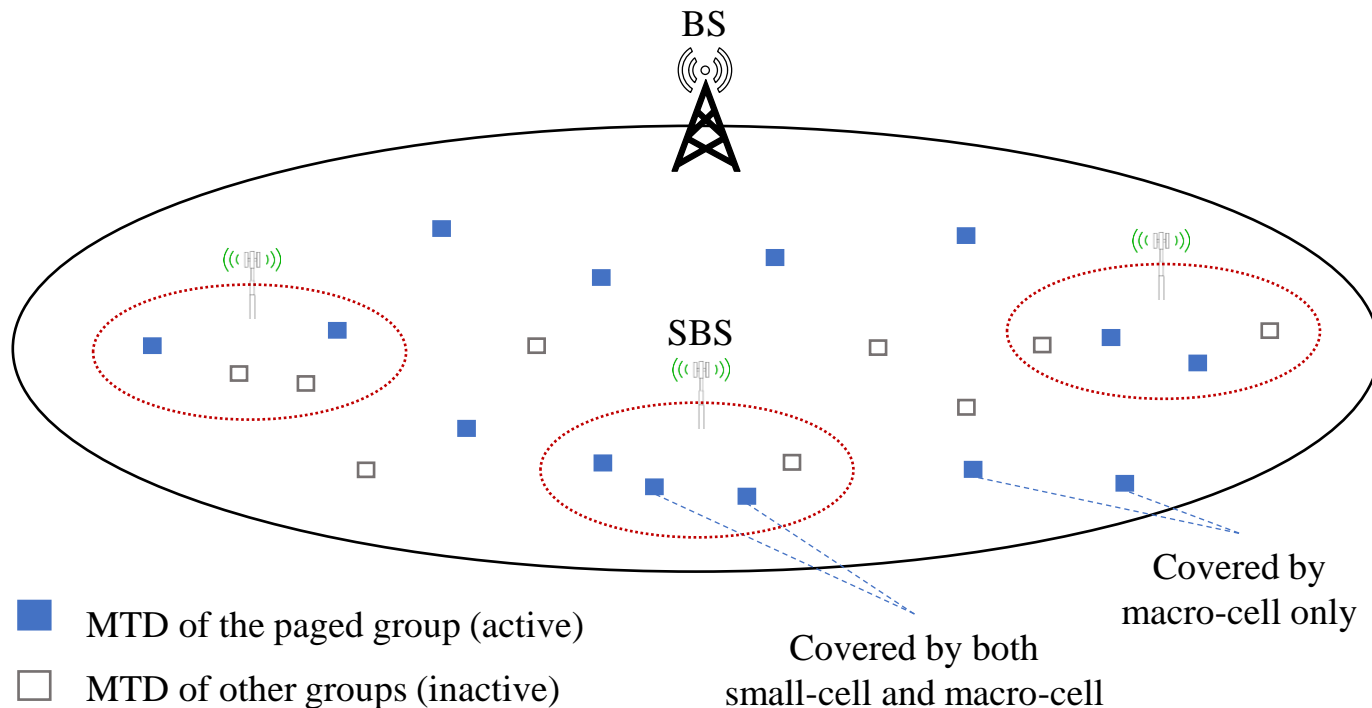 BS
SBS
Covered by
macro-cell only
Covered by both
small-cell and macro-cell
MTD of the paged group (active)
MTD of other groups (inactive)